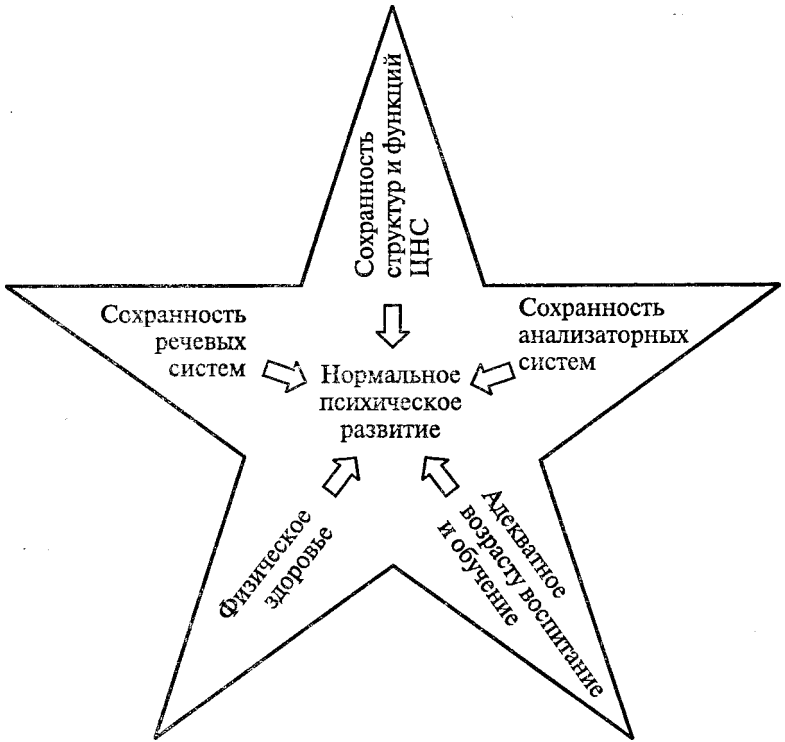 Сохранность
структур и функций
ЦНС
Сохранность
речевых
систем
Сохранность
анализаторных
систем
Нормальное
психическое
развитие
Физическое
здоровье
Адекватное
возрасту воспитание
и обучение